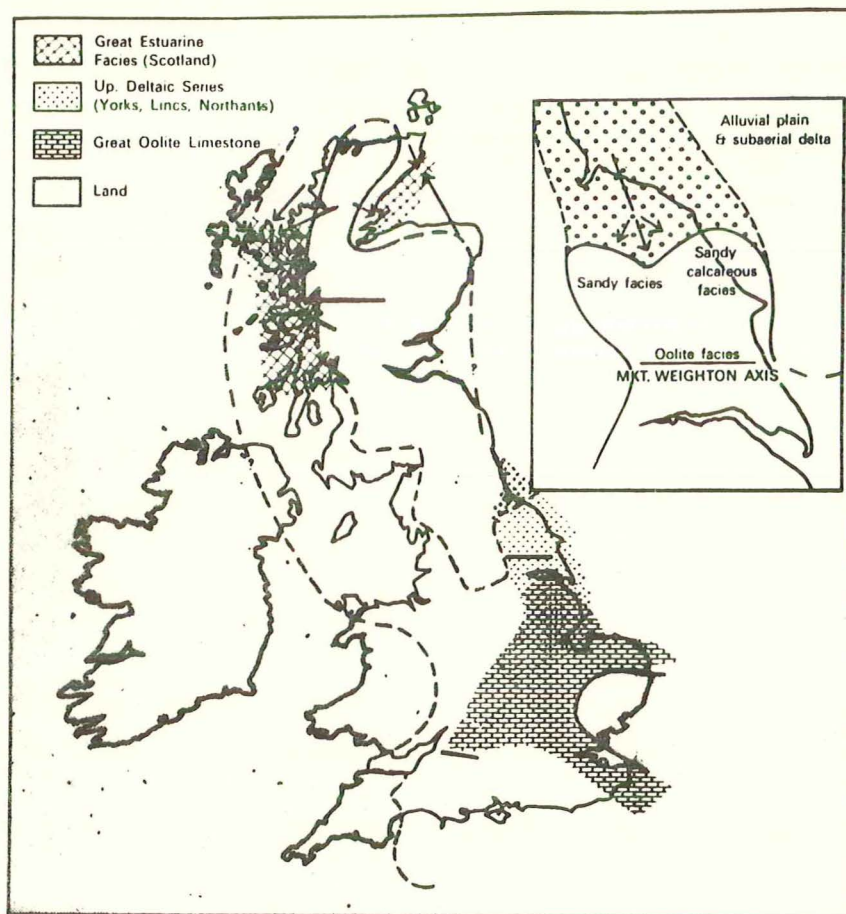 Great Estuarine
Facies (Scotland)
Up. Deltaic Series
(Yorks, Lincs, Northants)
Great Oolite Limestone
Land
Alluvial plain
& subaerial delta
Sandy facies
Sandy
calcareous
facies
Oolite facies
MKT. WEIGHTON AXIS